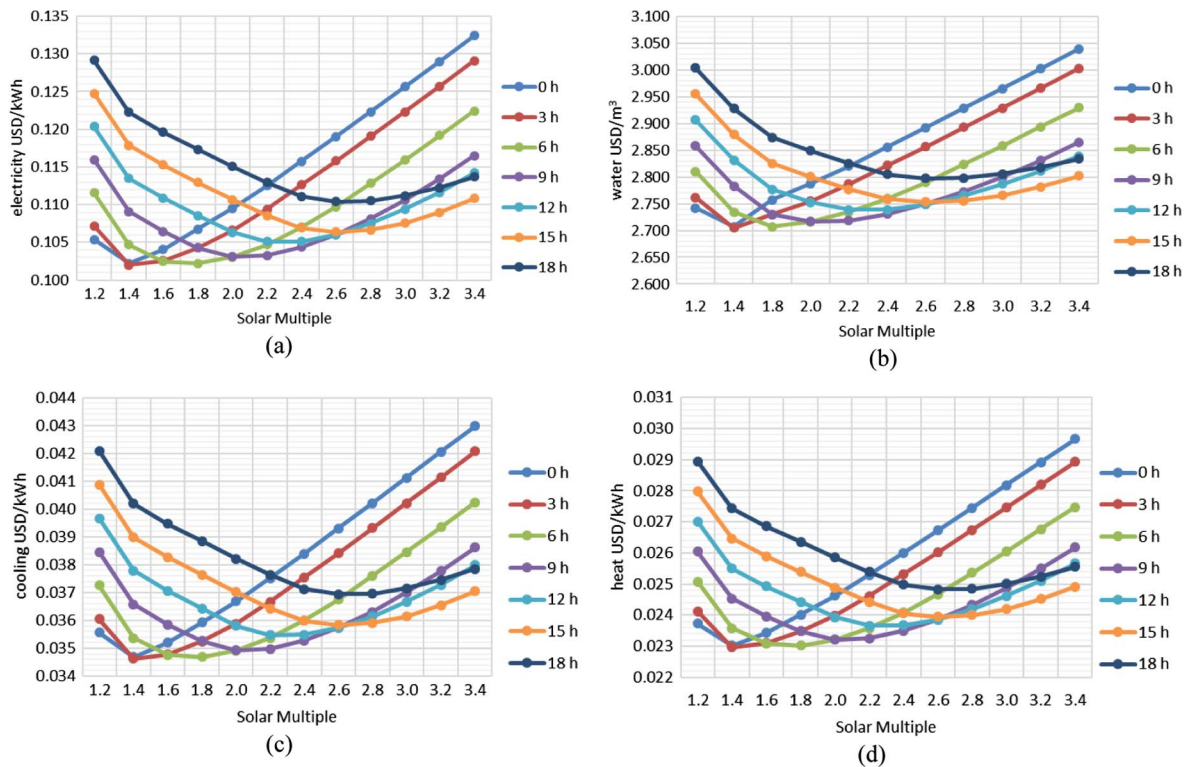 0.135
0.130
0.125
0.120
0.115
0.110
0.105
0.100
electricity USD/kWh
1.2 1.4 1.6 1.8 2.0 2.2 2.4 2.6 2.8 3.0 3.2 3.4
Solar Multiple
0 h
3 h
6 h
9 h
12 h
15 h
18 h
(a)
3.100
3.050
3.000
2.950
2.900
2.850
2.800
2.750
2.700
2.650
2.600
water USD/m³
1.2 1.4 1.8 2.0 2.2 2.4 2.6 2.8 3.0 3.2 3.4
Solar Multiple
0 h
3 h
6 h
9 h
12 h
15 h
18 h
(b)
0.044
0.043
0.042
0.041
0.040
0.039
0.038
0.037
0.036
0.035
0.034
cooling USD/kWh
1.2 1.4 1.6 1.8 2.0 2.2 2.4 2.6 2.8 3.0 3.2 3.4
Solar Multiple
0 h
3 h
6 h
9 h
12 h
15 h
18 h
(c)
0.031
0.030
0.029
0.028
0.027
0.026
0.025
0.024
0.023
0.022
heat USD/kWh
1.2 1.4 1.6 1.8 2.0 2.2 2.4 2.6 2.8 3.0 3.2 3.4
Solar Multiple
0 h
3 h
6 h
9 h
12 h
15 h
18 h
(d)